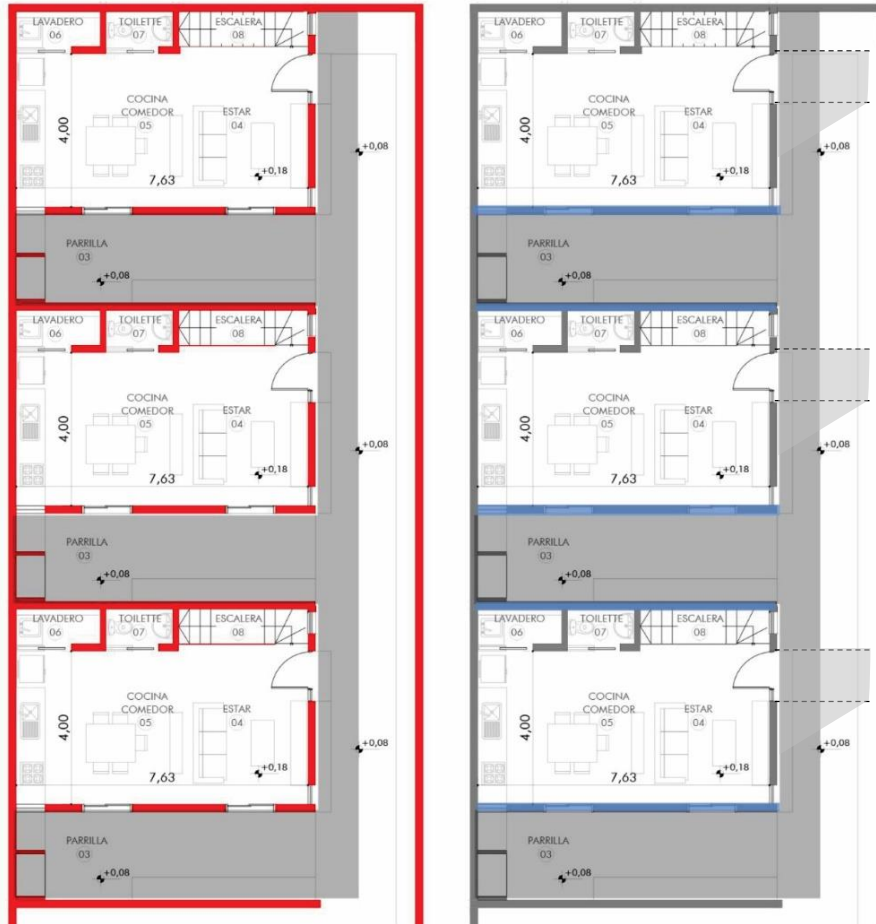 LAVADERO
06
TOILETTE
07
ESCALERA
08
COCINA
COMEDOR
05
ESTAR
04
4,00
7,63
+0,18
+0,08
PARRILLA
03
+0,08
LAVADERO
06
TOILETTE
07
ESCALERA
08
COCINA
COMEDOR
05
ESTAR
04
4,00
7,63
+0,18
+0,08
PARRILLA
03
+0,08
LAVADERO
06
TOILETTE
07
ESCALERA
08
COCINA
COMEDOR
05
ESTAR
04
4,00
7,63
+0,18
+0,08
PARRILLA
03
+0,08
LAVADERO
06
TOILETTE
07
ESCALERA
08
COCINA
COMEDOR
05
ESTAR
04
4,00
7,63
+0,18
+0,08
PARRILLA
03
+0,08
LAVADERO
06
TOILETTE
07
ESCALERA
08
COCINA
COMEDOR
05
ESTAR
04
4,00
7,63
+0,18
+0,08
PARRILLA
03
+0,08
LAVADERO
06
TOILETTE
07
ESCALERA
08
COCINA
COMEDOR
05
ESTAR
04
4,00
7,63
+0,18
+0,08
PARRILLA
03
+0,08